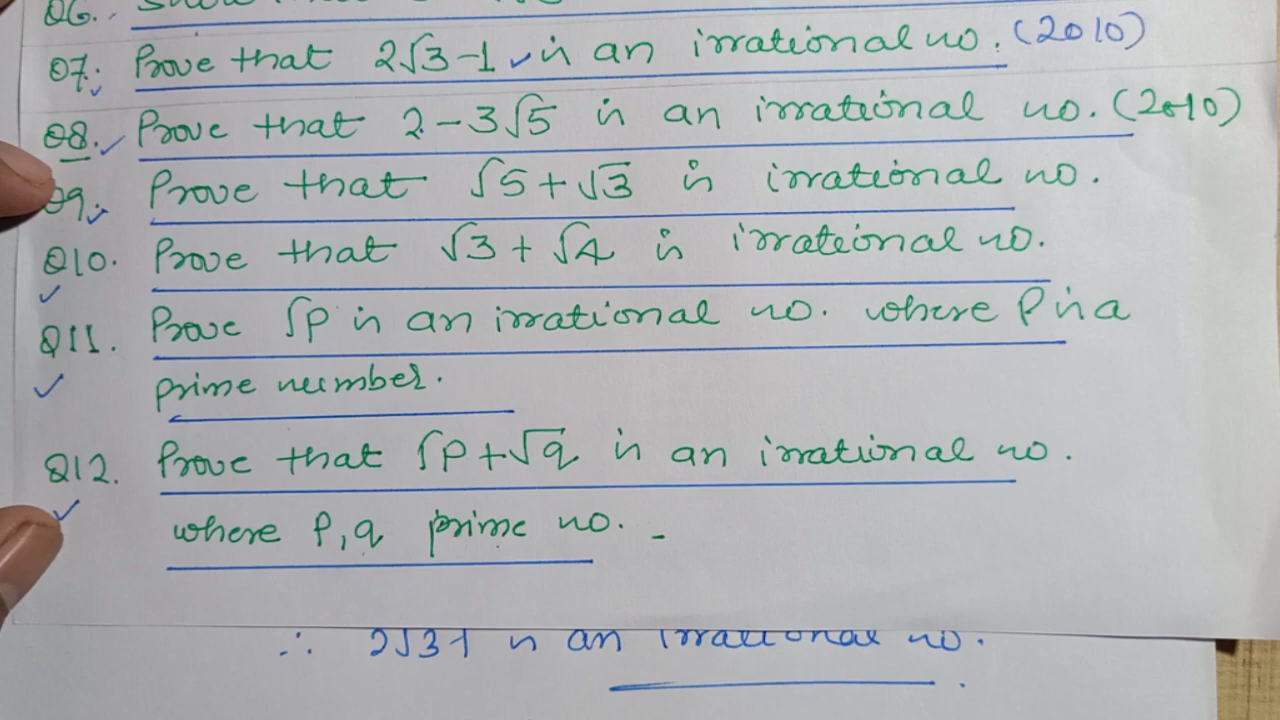 Q6.
Q7. Prove that 2√3-1 is an irrational no. (2010)
Q8. Prove that 2-3√5 is an irrational no. (2010)
Q9. Prove that √5+√3 is irrational no.
Q10. Prove that √3+√4 is irrational no.
Q11. Prove √p is an irrational no. where P is a
prime number.
Q12. Prove that √p+√q is an irrational no.
where P,q prime no. -
∴ 2√3-1 is an irrational no.